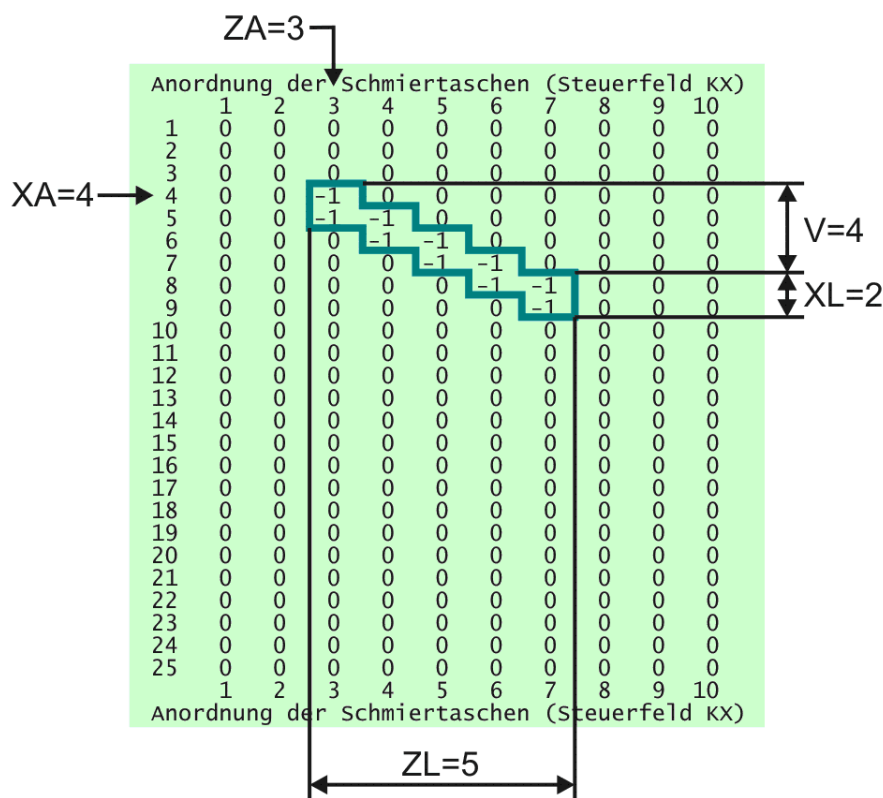 ZA=3
Anordnung der Schmiertaschen (Steuerfeld KX)
1 2 3 4 5 6 7 8 9 10
1 0 0 0 0 0 0 0 0 0 0
2 0 0 0 0 0 0 0 0 0 0
3 0 0 0 0 0 0 0 0 0 0
XA=4
4 0 0 -1 0 0 0 0 0 0 0
5 0 0 -1 -1 0 0 0 0 0 0
V=4
6 0 0 0 -1 -1 0 0 0 0 0
7 0 0 0 0 -1 -1 0 0 0 0
8 0 0 0 0 0 -1 -1 0 0 0
XL=2
9 0 0 0 0 0 0 -1 0 0 0
10 0 0 0 0 0 0 0 0 0 0
11 0 0 0 0 0 0 0 0 0 0
12 0 0 0 0 0 0 0 0 0 0
13 0 0 0 0 0 0 0 0 0 0
14 0 0 0 0 0 0 0 0 0 0
15 0 0 0 0 0 0 0 0 0 0
16 0 0 0 0 0 0 0 0 0 0
17 0 0 0 0 0 0 0 0 0 0
18 0 0 0 0 0 0 0 0 0 0
19 0 0 0 0 0 0 0 0 0 0
20 0 0 0 0 0 0 0 0 0 0
21 0 0 0 0 0 0 0 0 0 0
22 0 0 0 0 0 0 0 0 0 0
23 0 0 0 0 0 0 0 0 0 0
24 0 0 0 0 0 0 0 0 0 0
25 0 0 0 0 0 0 0 0 0 0
1 2 3 4 5 6 7 8 9 10
Anordnung der Schmiertaschen (Steuerfeld KX)
ZL=5